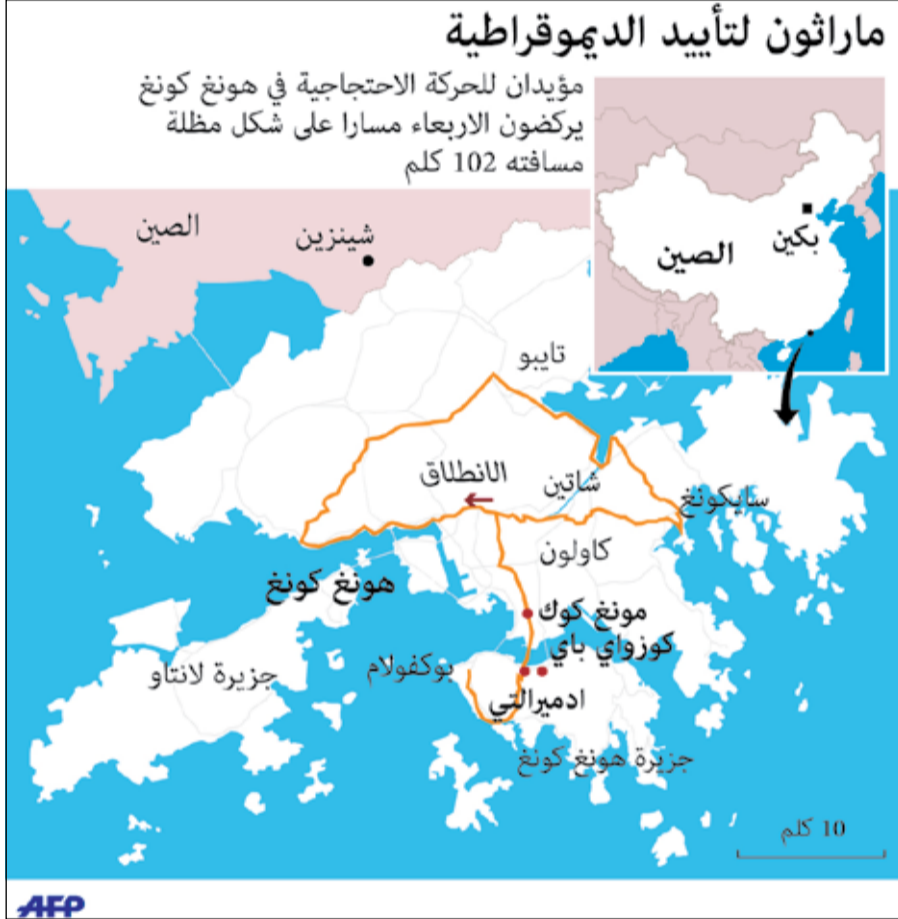 ماراثون لتأييد الديموقراطية
مؤيدان للحركة الاحتجاجية في هونغ كونغ
يركضون الاربعاء مسارا على شكل مظلة
مسافته 102 كلم
الصين
بكين
الصين
شينزين
تايبو
الانطلاق
شاتين
سايكونغ
كاولون
هونغ كونغ
مونغ كوك
كوزواي باي
بوكفولام
جزيرة لانتاو
ادميرالتي
جزيرة هونغ كونغ
10 كلم
AFP